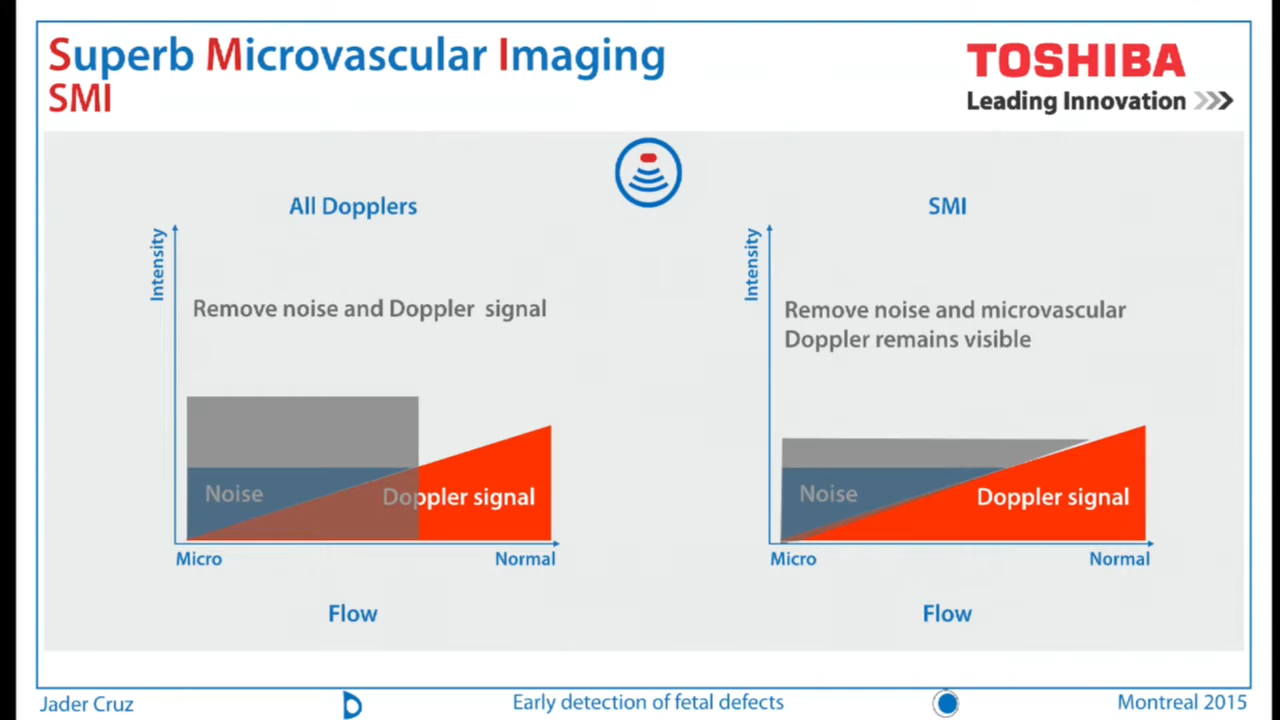 Superb Microvascular Imaging
SMI
TOSHIBA
Leading Innovation
All Dopplers
Intensity
Remove noise and Doppler signal
Noise
Doppler signal
Micro
Normal
Flow
SMI
Intensity
Remove noise and microvascular
Doppler remains visible
Noise
Doppler signal
Micro
Normal
Flow
Jader Cruz
Early detection of fetal defects
Montreal 2015